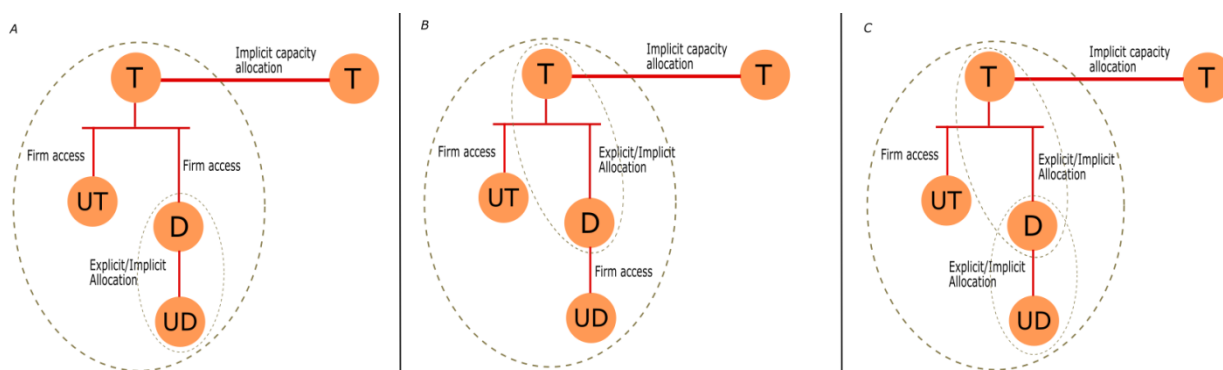 A
Implicit capacity
allocation
T
T
Firm access
Firm access
UT
D
Explicit/Implicit
Allocation
UD
B
Implicit capacity
allocation
T
T
Firm access
Explicit/Implicit
Allocation
UT
D
Firm access
UD
C
Implicit capacity
allocation
T
T
Firm access
Explicit/Implicit
Allocation
UT
D
Explicit/Implicit
Allocation
UD